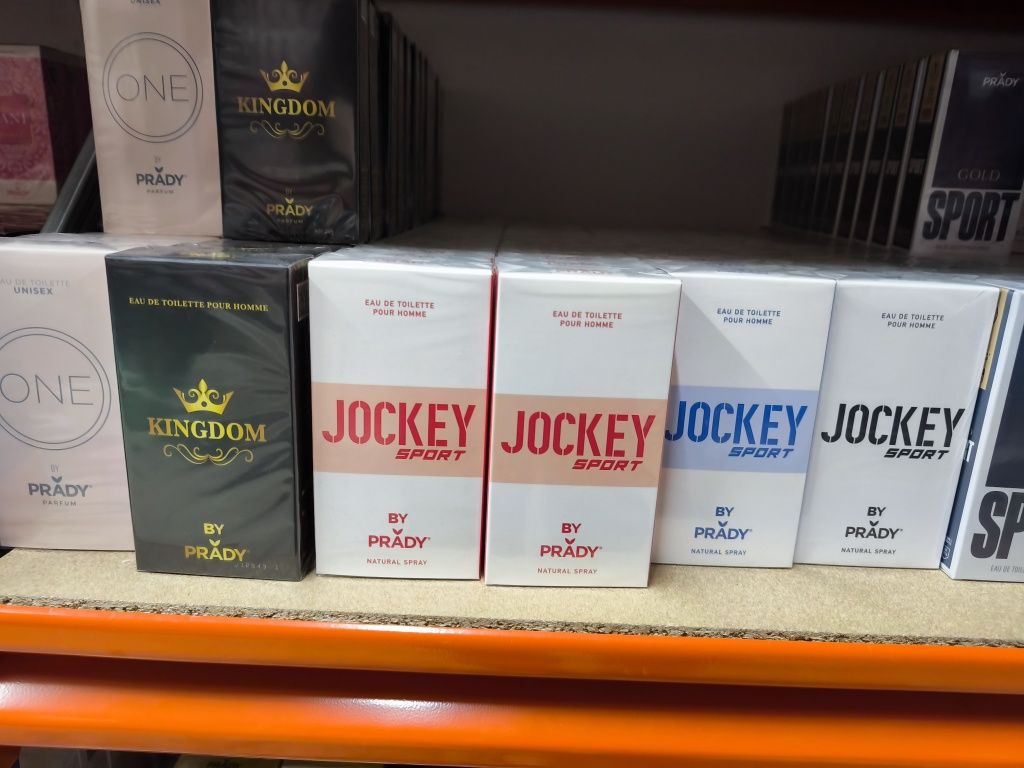 UNISEX
ONE
BY
PRADY
PARFUM
KINGDOM
BY
PRADY
PARFUM
PRADY
GOLD
SPORT
EAU DE TOILETTE
UNISEX
ONE
BY
PRADY
PARFUM
EAU DE TOILETTE POUR HOMME
KINGDOM
BY
PRADY
EAU DE TOILETTE
POUR HOMME
JOCKEY
SPORT
BY
PRADY
NATURAL SPRAY
EAU DE TOILETTE
POUR HOMME
JOCKEY
SPORT
BY
PRADY
NATURAL SPRAY
EAU DE TOILETTE
POUR HOMME
JOCKEY
SPORT
BY
PRADY
NATURAL SPRAY
EAU DE TOILETTE
POUR HOMME
JOCKEY
SPORT
BY
PRADY
NATURAL SPRAY
SP
EAU DE TOIL